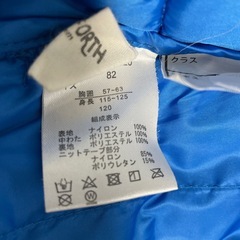 FORTH
クラス
82
胸囲 57-63
身長 115-125
120
組成表示
表地 ナイロン 100%
中わた ポリエステル 100%
裏地 ポリエステル 100%
ニットテープ部分
ナイロン 85%
ポリウレタン 15%